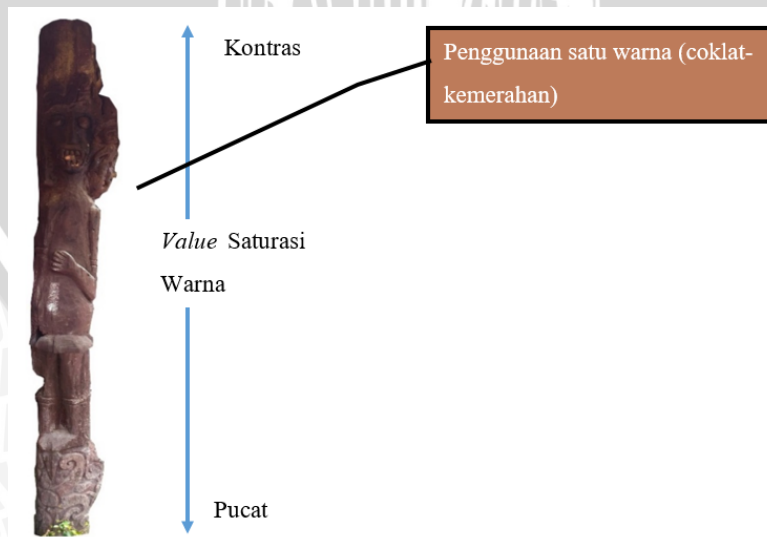 Kontras
Penggunaan satu warna (coklat-
kemerahan)
Value Saturasi
Warna
Pucat